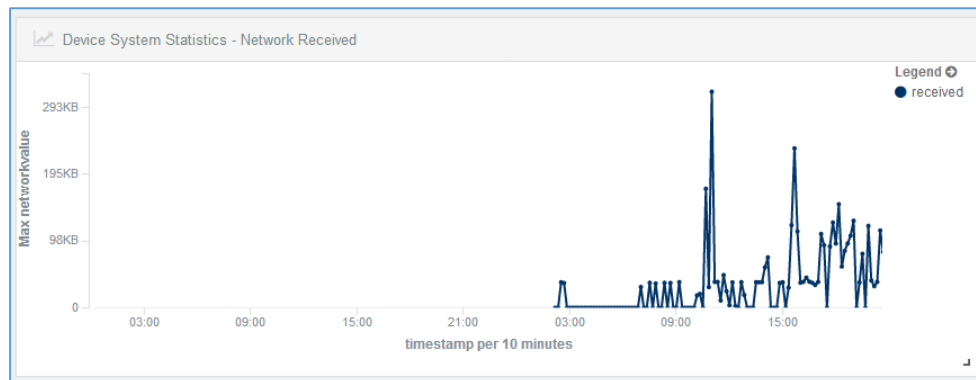 Device System Statistics - Network Received
Legend
received
Max networkvalue
293KB
195KB
98KB
0
03:00 09:00 15:00 21:00 03:00 09:00 15:00
timestamp per 10 minutes